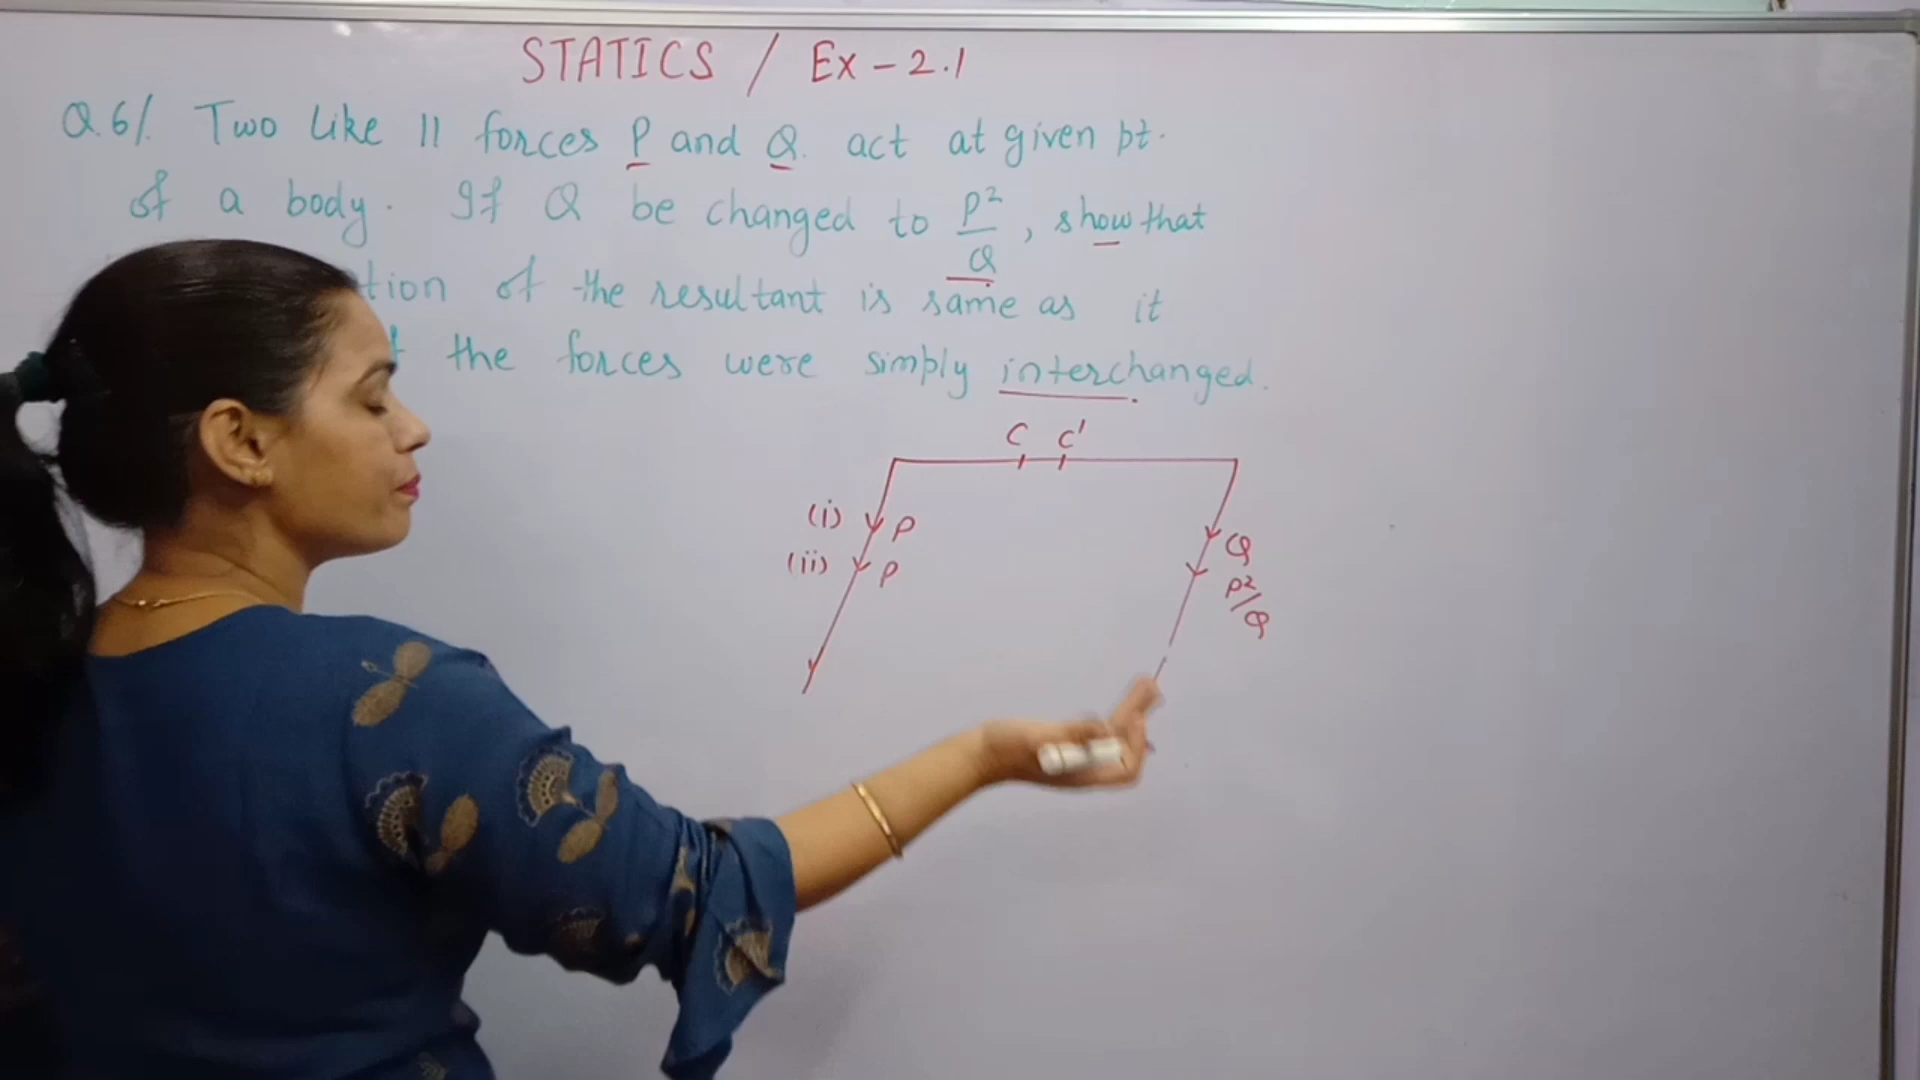 STATICS / Ex - 2.1
Q.6/. Two like || forces P and Q. act at given pt.
of a body. If Q be changed to P²/Q, show that
tion of the resultant is same as it
the forces were simply interchanged.
C C'
(i) P Q
(ii) P P²/Q